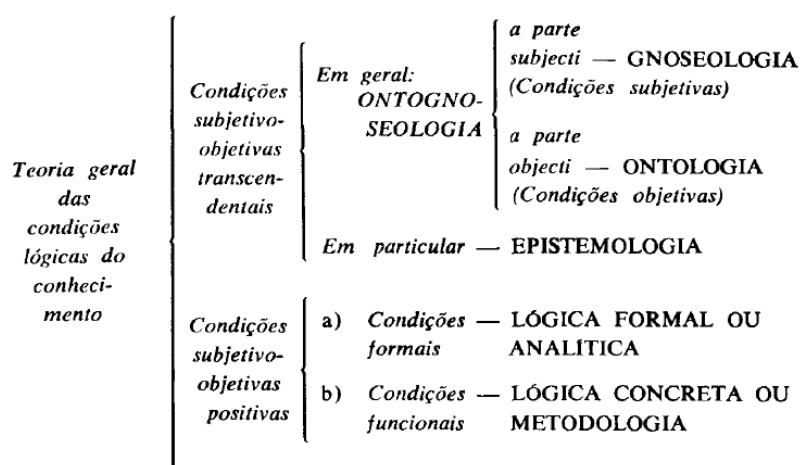 Teoria geral
das
condições
lógicas do
conheci-
mento
Condições
subjetivo-
objetivas
transcen-
dentais
Em geral:
ONTOGNO-
SEOLOGIA
a parte
subjecti — GNOSEOLOGIA
(Condições subjetivas)
a parte
objecti — ONTOLOGIA
(Condições objetivas)
Em particular — EPISTEMOLOGIA
Condições
subjetivo-
objetivas
positivas
a) Condições — LÓGICA FORMAL OU
formais ANALÍTICA
b) Condições — LÓGICA CONCRETA OU
funcionais METODOLOGIA